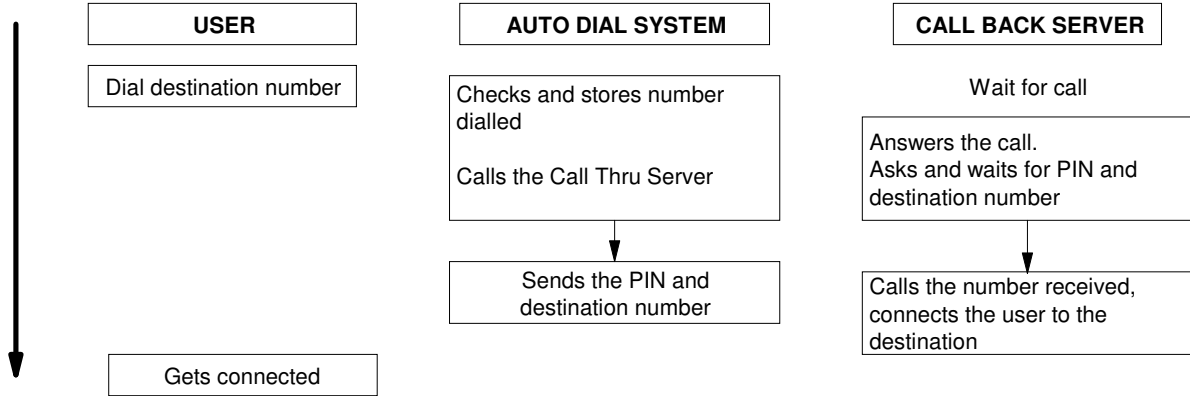 USER
AUTO DIAL SYSTEM
CALL BACK SERVER
Dial destination number
Checks and stores number
dialled
Calls the Call Thru Server
Wait for call
Answers the call.
Asks and waits for PIN and
destination number
Sends the PIN and
destination number
Calls the number received,
connects the user to the
destination
Gets connected